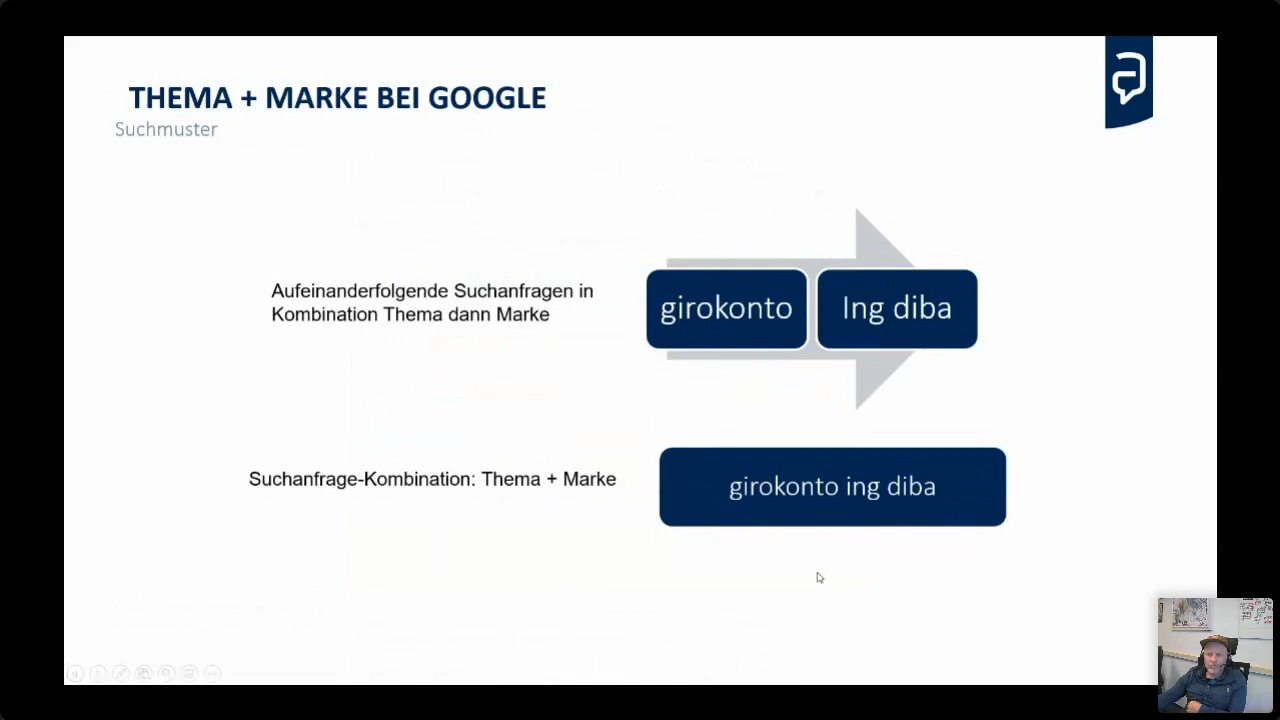 THEMA + MARKE BEI GOOGLE
Suchmuster
Aufeinanderfolgende Suchanfragen in
Kombination Thema dann Marke
girokonto
Ing diba
Suchanfrage-Kombination: Thema + Marke
girokonto ing diba